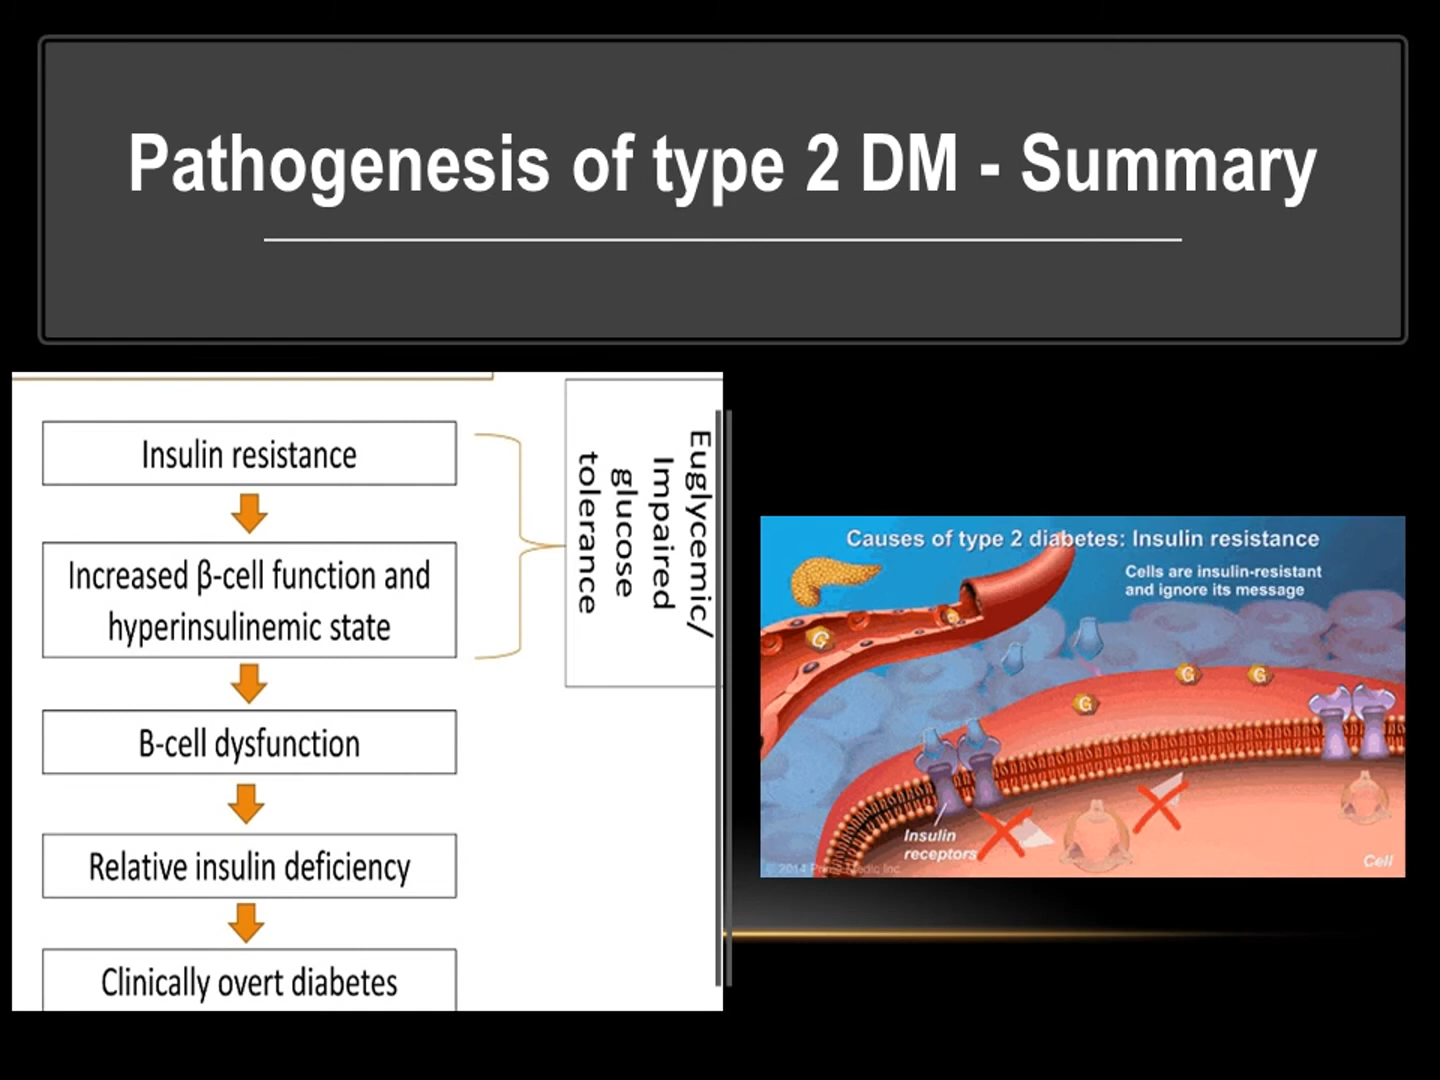 Pathogenesis of type 2 DM - Summary
Insulin resistance
Increased β-cell function and
hyperinsulinemic state
B-cell dysfunction
Relative insulin deficiency
Clinically overt diabetes
Euglycemic/
Impaired
glucose
tolerance
Causes of type 2 diabetes: Insulin resistance
Cells are insulin-resistant
and ignore its message
G
G
G
G
Insulin
receptors
Cell
2014